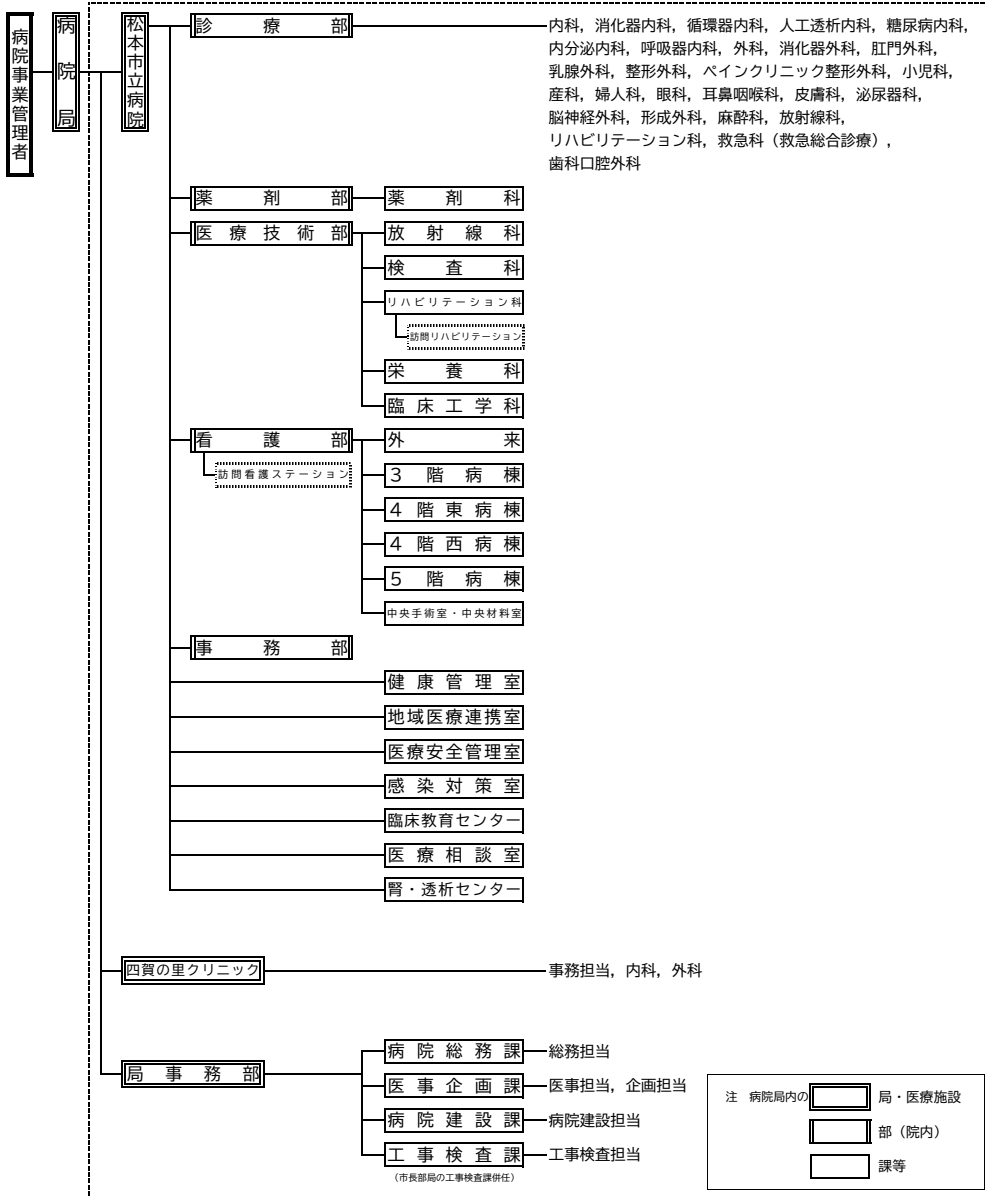 病院事業管理者
病院局
松本市立病院
診療部
内科，消化器内科，循環器内科，人工透析内科，糖尿病内科，
内分泌内科，呼吸器内科，外科，消化器外科，肛門外科，
乳腺外科，整形外科，ペインクリニック整形外科，小児科，
産科，婦人科，眼科，耳鼻咽喉科，皮膚科，泌尿器科，
脳神経外科，形成外科，麻酔科，放射線科，
リハビリテーション科，救急科（救急総合診療），
歯科口腔外科
薬剤部
薬剤科
医療技術部
放射線科
検査科
リハビリテーション科
訪問リハビリテーション
栄養科
臨床工学科
看護部
訪問看護ステーション
外来
3階病棟
4階東病棟
4階西病棟
5階病棟
中央手術室・中央材料室
事務部
健康管理室
地域医療連携室
医療安全管理室
感染対策室
臨床教育センター
医療相談室
腎・透析センター
四賀の里クリニック
事務担当，内科，外科
局事務部
病院総務課
総務担当
医事企画課
医事担当，企画担当
病院建設課
病院建設担当
工事検査課
工事検査担当
（市長部局の工事検査課併任）
注　病院局内の
局・医療施設
部（院内）
課等